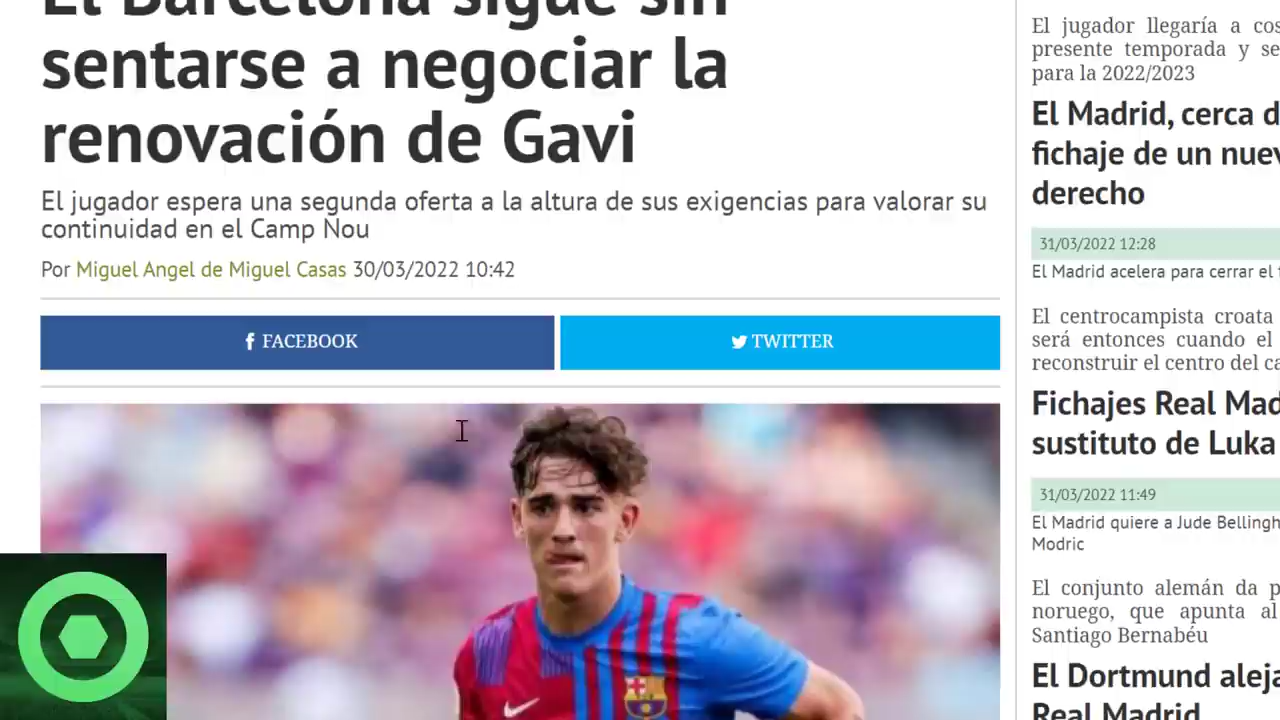 El Barcelona sigue sin
sentarse a negociar la
renovación de Gavi
El jugador espera una segunda oferta a la altura de sus exigencias para valorar su
continuidad en el Camp Nou
Por Miguel Angel de Miguel Casas 30/03/2022 10:42
FACEBOOK
TWITTER
El jugador llegaría a
presente temporada y se
para la 2022/2023
El Madrid, cerca
fichaje de un
derecho
31/03/2022 12:28
El Madrid acelera para cerrar el
El centrocampista croata
será entonces cuando el
reconstruir el centro del
Fichajes Real
sustituto de Luka
31/03/2022 11:49
El Madrid quiere a Jude
Modric
El conjunto alemán da
noruego, que apunta al
Santiago Bernabéu
El Dortmund
Real Madrid